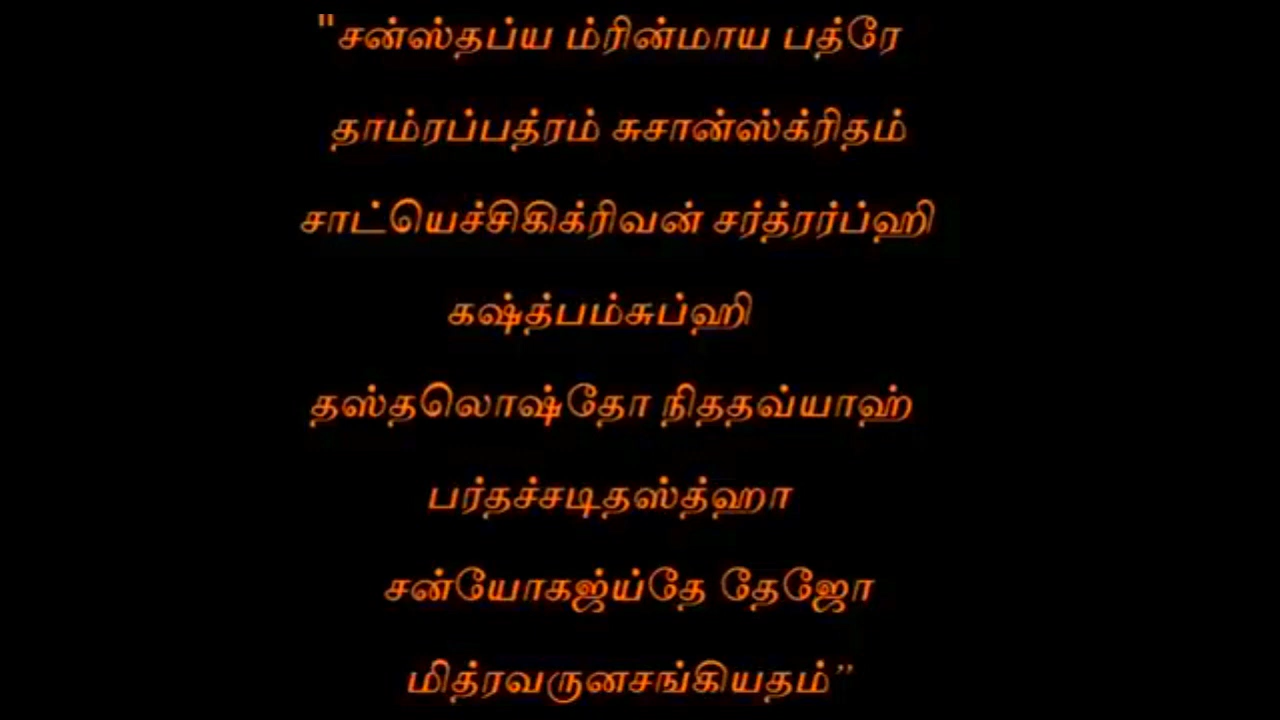 "சன்ஸ்தப்ய ம்ரின்மாய பத்ரே
தாம்ரப்பத்ரம் சுசான்ஸ்க்ரிதம்
சாட்யெச்சிகிக்ரிவன் சர்த்ரர்ப்ஹி
கஷ்த்பம்சுப்ஹி
தஸ்தலொஷ்தோ நிததவ்யாஹ்
பர்தச்சடிதஸ்த்ஹா
சன்யோகஜ்ய்தே தேஜோ
மித்ரவருனசங்கியதம்”